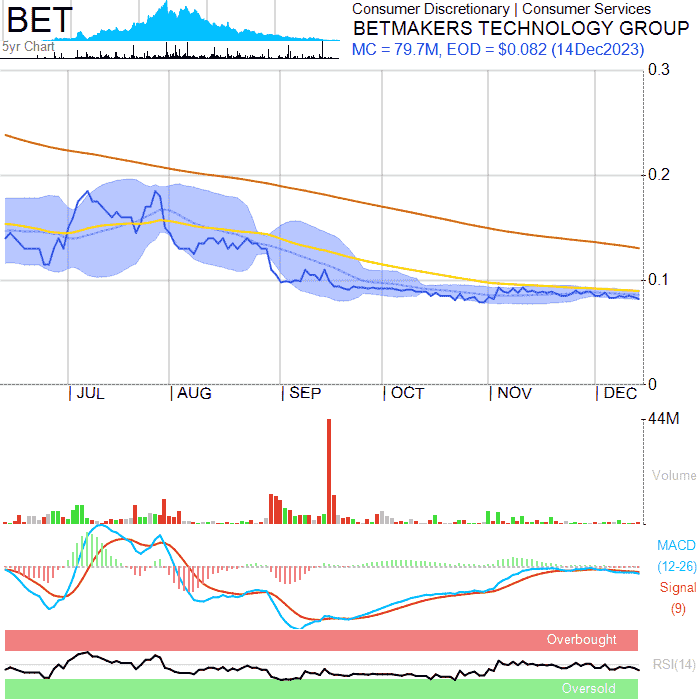 BET
5yr Chart
Consumer Discretionary | Consumer Services
BETMAKERS TECHNOLOGY GROUP
MC = 79.7M, EOD = $0.082 (14Dec2023)
0.3
0.2
0.1
0
| JUL | AUG | SEP | OCT | NOV | DEC
44M
Volume
MACD
(12-26)
Signal
(9)
Overbought
RSI(14)
Oversold